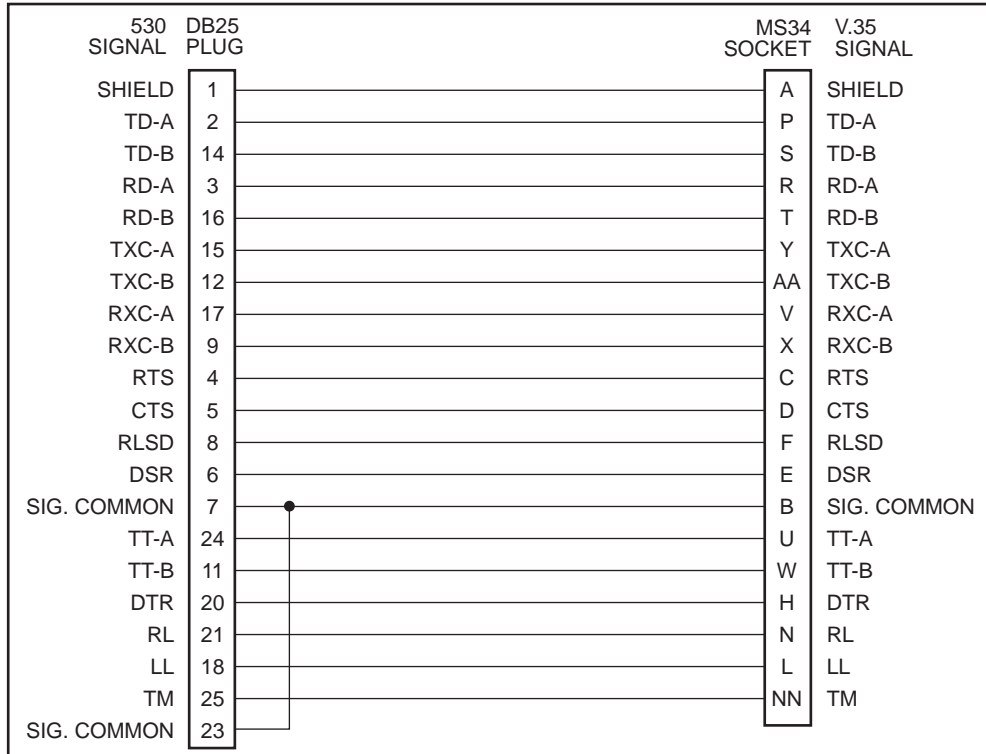 530 DB25 MS34 V.35
SIGNAL PLUG SOCKET SIGNAL
SHIELD 1 A SHIELD
TD-A 2 P TD-A
TD-B 14 S TD-B
RD-A 3 R RD-A
RD-B 16 T RD-B
TXC-A 15 Y TXC-A
TXC-B 12 AA TXC-B
RXC-A 17 V RXC-A
RXC-B 9 X RXC-B
RTS 4 C RTS
CTS 5 D CTS
RLSD 8 F RLSD
DSR 6 E DSR
SIG. COMMON 7 B SIG. COMMON
TT-A 24 U TT-A
TT-B 11 W TT-B
DTR 20 H DTR
RL 21 N RL
LL 18 L LL
TM 25 NN TM
SIG. COMMON 23